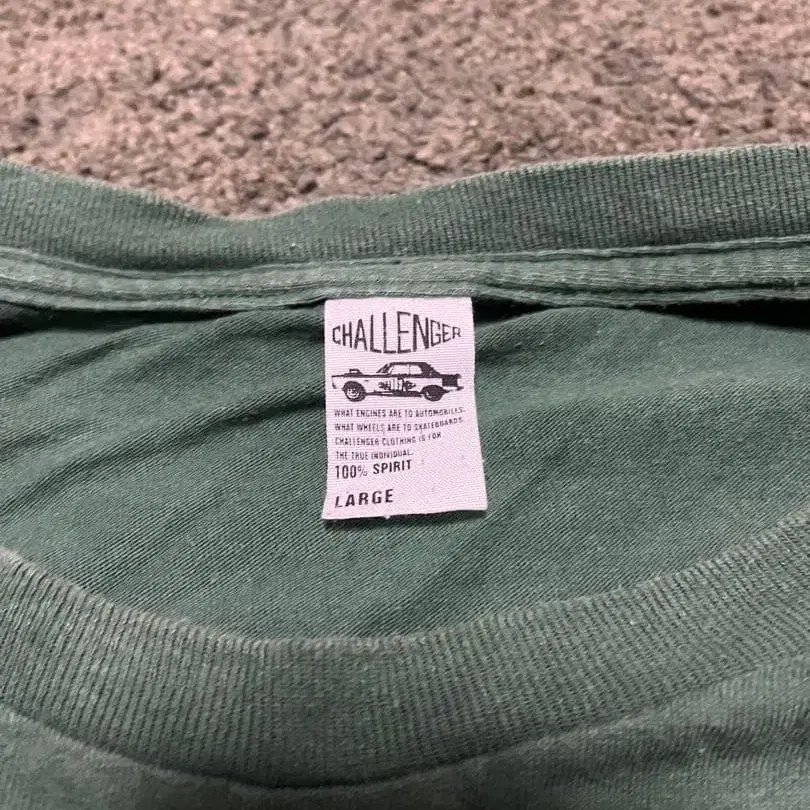 CHALLENGER
WHAT ENGINES ARE TO AUTOMOBILES.
WHAT WHEELS ARE TO SKATEBOARDS.
CHALLENGER CLOTHING IS FOR
THE TRUE INDIVIDUAL.
100% SPIRIT
LARGE